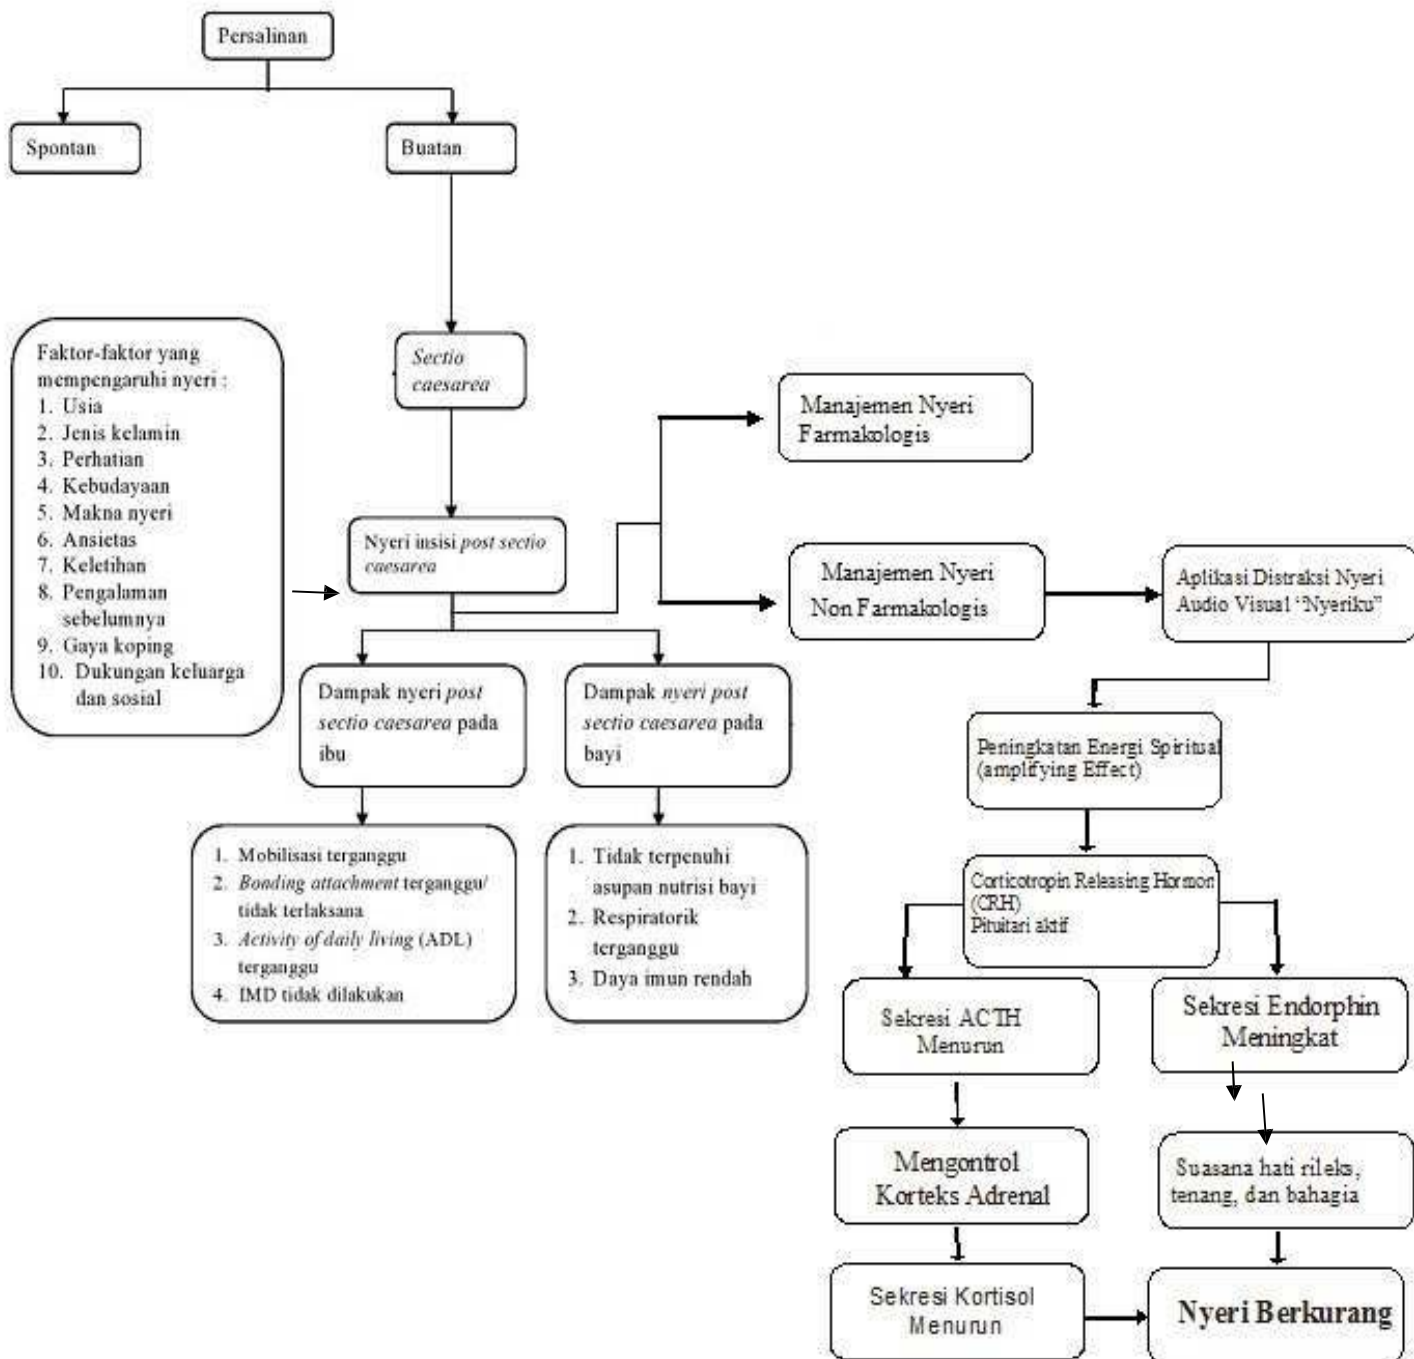 Persalinan
Spontan
Buatan
Sectio
caesarea
Faktor-faktor yang
mempengaruhi nyeri :
1. Usia
2. Jenis kelamin
3. Perhatian
4. Kebudayaan
5. Makna nyeri
6. Ansietas
7. Keletihan
8. Pengalaman
sebelumnya
9. Gaya koping
10. Dukungan keluarga
dan sosial
Nyeri insisi post sectio
caesarea
Manajemen Nyeri
Farmakologis
Manajemen Nyeri
Non Farmakologis
Aplikasi Distraksi Nyeri
Audio Visual “Nyeriku”
Dampak nyeri post
sectio caesarea pada
ibu
Dampak nyeri post
sectio caesarea pada
bayi
1. Mobilisasi terganggu
2. Bonding attachment terganggu/
tidak terlaksana
3. Activity of daily living (ADL)
terganggu
4. IMD tidak dilakukan
1. Tidak terpenuhi
asupan nutrisi bayi
2. Respiratorik
terganggu
3. Daya imun rendah
Peningkatan Energi Spiritual
(amplifying Effect)
Corticotropin Releasing Hormon
(CRH)
Pituitari aktif
Sekresi ACTH
Menurun
Sekresi Endorphin
Meningkat
Mengontrol
Korteks Adrenal
Suasana hati rileks,
tenang, dan bahagia
Sekresi Kortisol
Menurun
Nyeri Berkurang